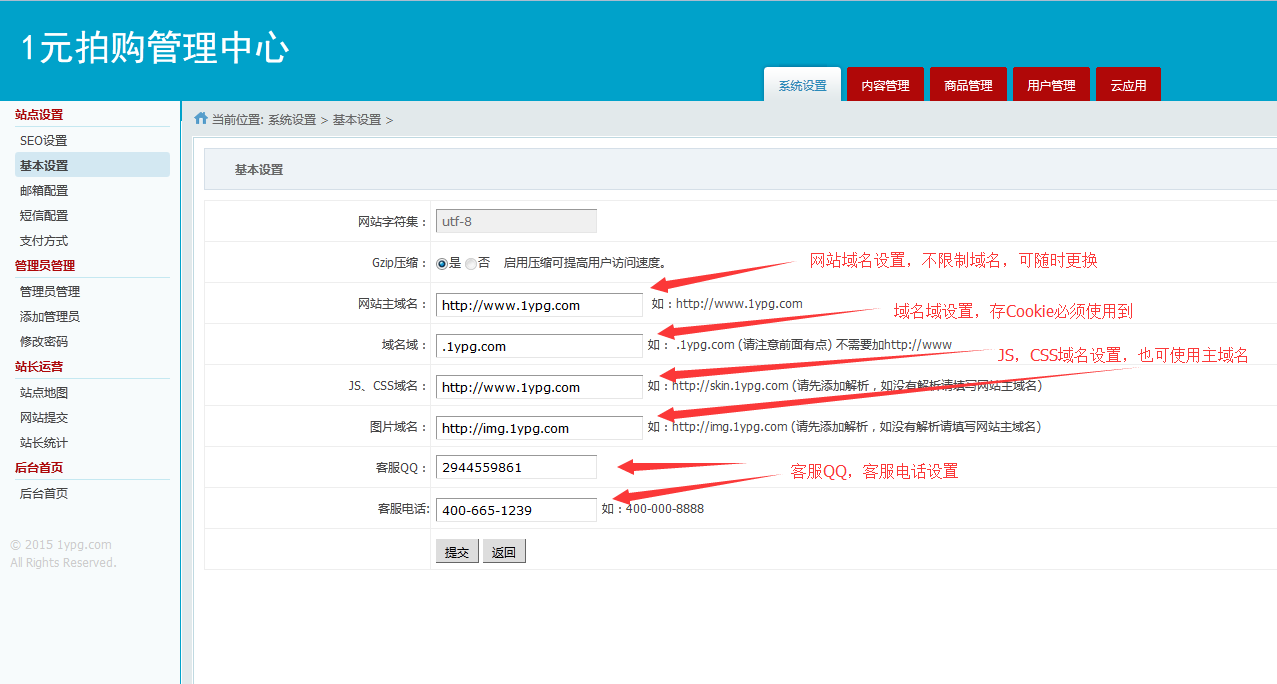 1元拍购管理中心
系统设置 内容管理 商品管理 用户管理 云应用
站点设置
SEO设置
基本设置
邮箱配置
短信配置
支付方式
管理员管理
管理员管理
添加管理员
修改密码
站长运营
站点地图
网站提交
站长统计
后台首页
后台首页
© 2015 1ypg.com
All Rights Reserved.
当前位置: 系统设置 > 基本设置 >
基本设置
网站字符集： utf-8
Gzip压缩： 是 否 启用压缩可提高用户访问速度。
网站域名设置，不限制域名，可随时更换
网站主域名： http://www.1ypg.com 如：http://www.1ypg.com
域名域设置，存Cookie必须使用到
域名域： .1ypg.com 如： .1ypg.com (请注意前面有点) 不需要加http://www
JS，CSS域名设置，也可使用主域名
JS、CSS域名： http://www.1ypg.com 如：http://skin.1ypg.com (请先添加解析，如没有解析请填写网站主域名)
图片域名： http://img.1ypg.com 如：http://img.1ypg.com (请先添加解析，如没有解析请填写网站主域名)
客服QQ： 2944559861
客服QQ，客服电话设置
客服电话: 400-665-1239 如：400-000-8888
提交 返回